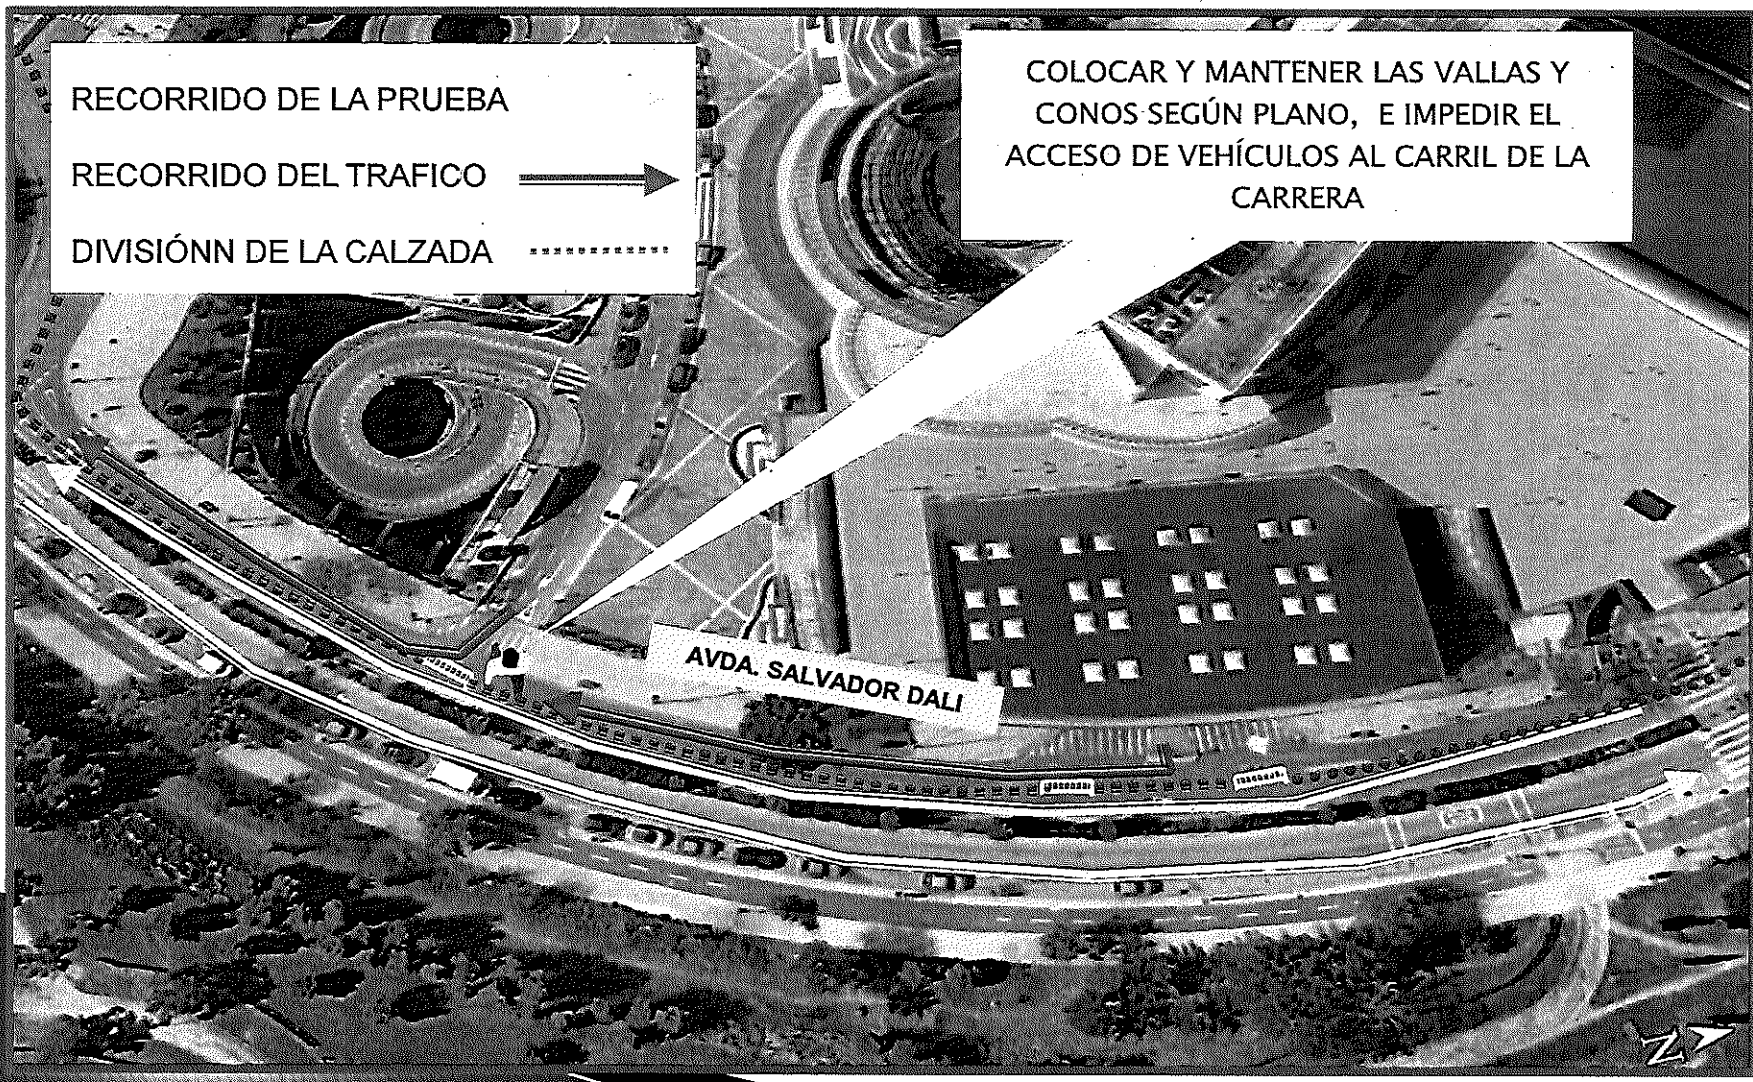 RECORRIDO DE LA PRUEBA
RECORRIDO DEL TRAFICO
DIVISIÓNN DE LA CALZADA
COLOCAR Y MANTENER LAS VALLAS Y
CONOS SEGÚN PLANO, E IMPEDIR EL
ACCESO DE VEHÍCULOS AL CARRIL DE LA
CARRERA
AVDA. SALVADOR DALI
N